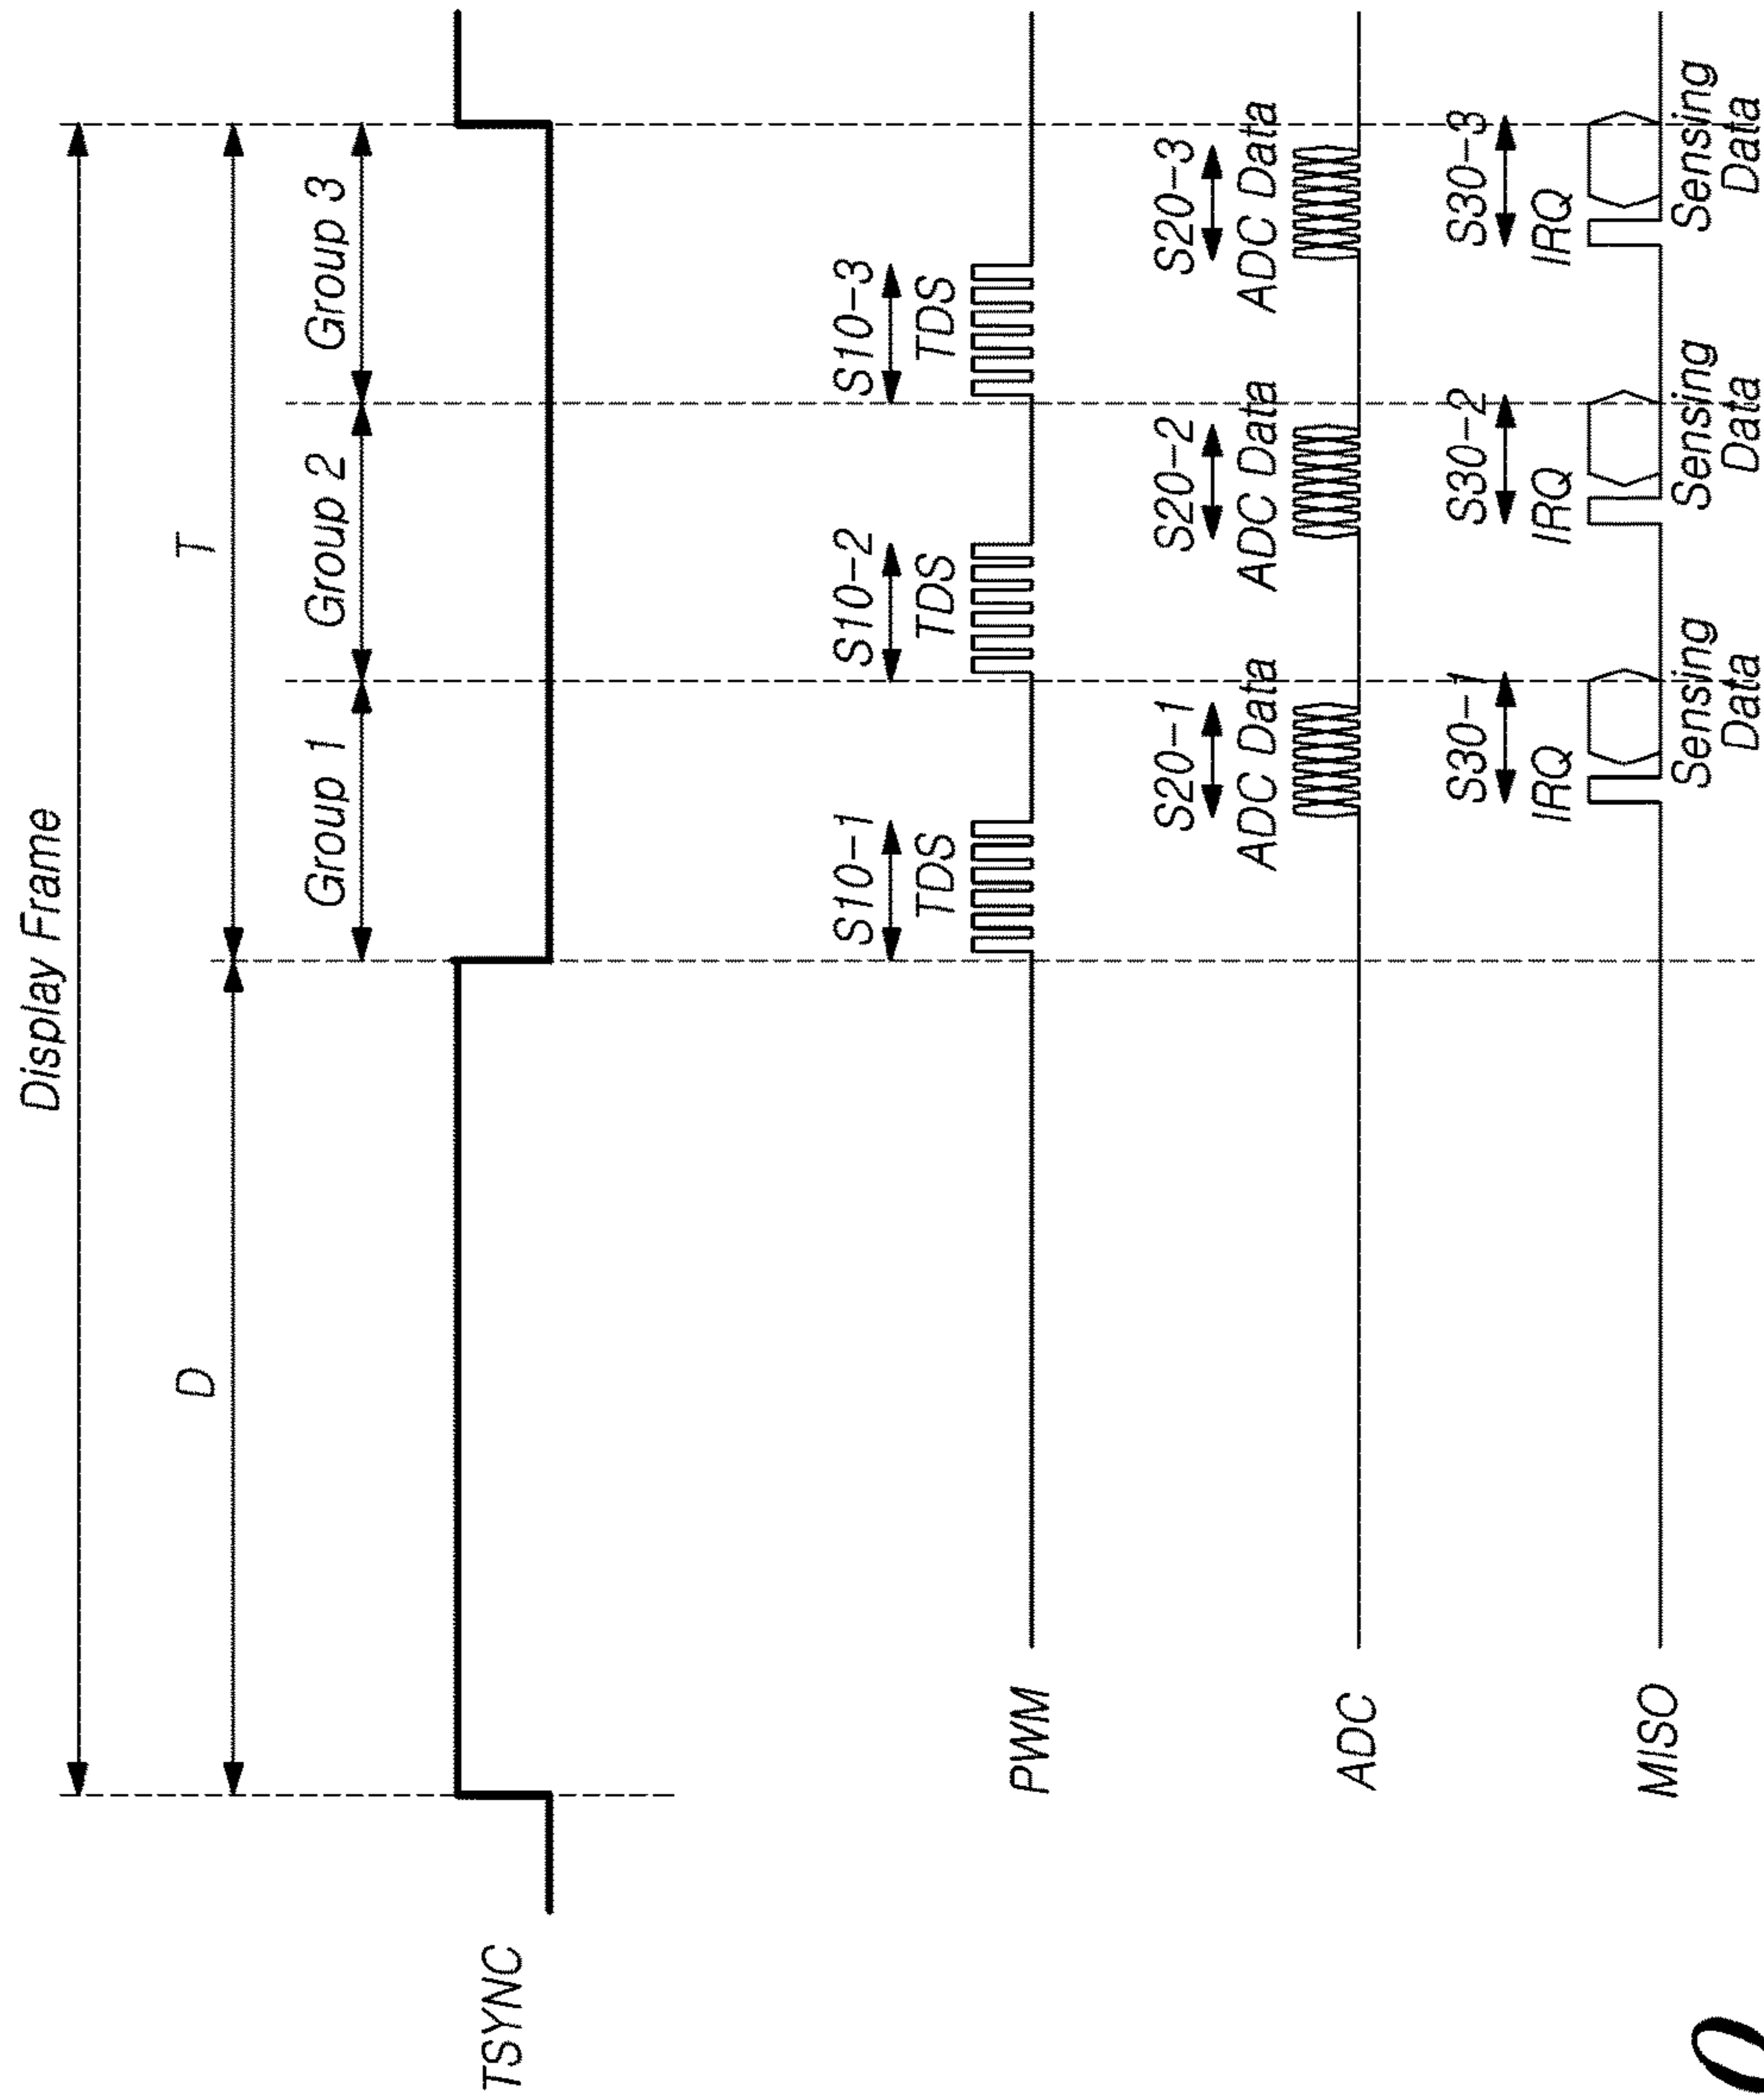 Display Frame
D
T
Group 1
Group 2
Group 3
TSYNC
S10-1
S10-2
S10-3
TDS
TDS
TDS
PWM
S20-1
S20-2
S20-3
ADC Data
ADC Data
ADC Data
ADC
S30-1
S30-2
S30-3
IRQ
IRQ
IRQ
MISO
Sensing
Data
Sensing
Data
Sensing
Data